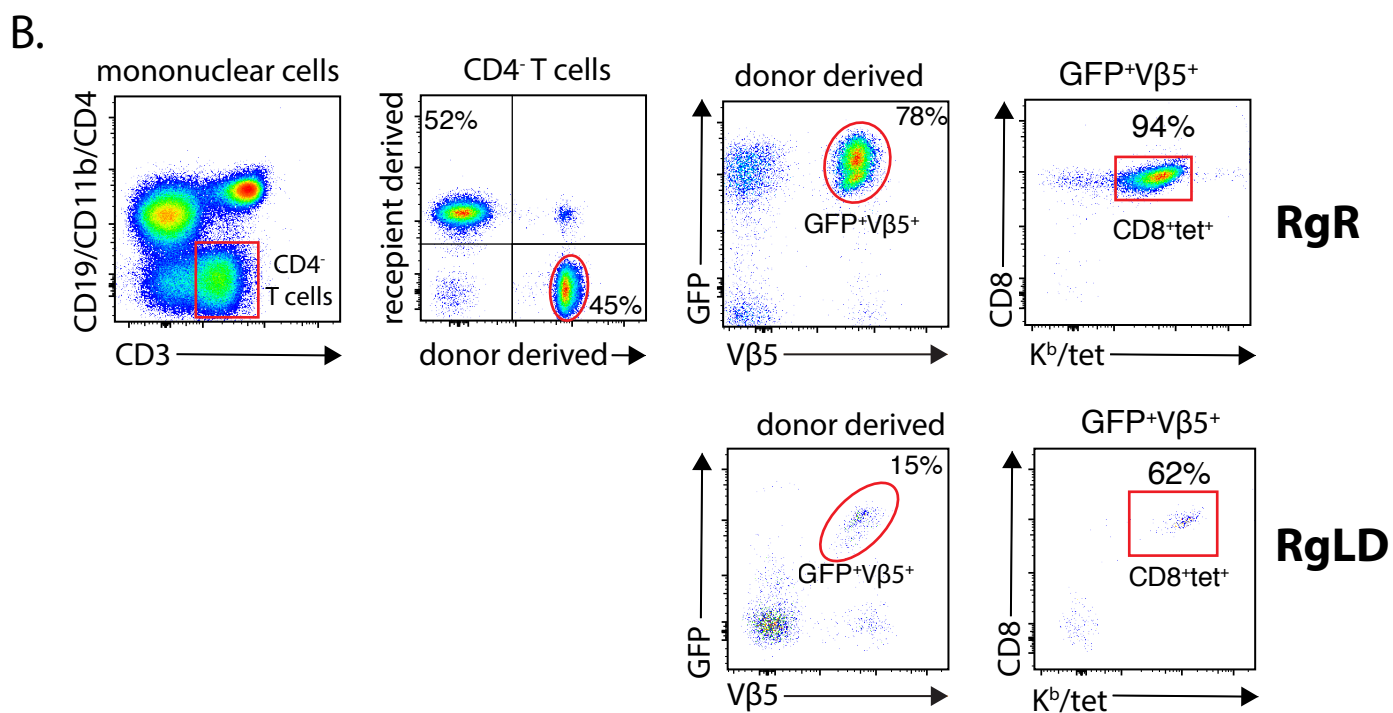 B.
mononuclear cells
CD19/CD11b/CD4
CD4⁻
T cells
CD3
CD4⁻ T cells
recepient derived
52%
45%
donor derived
donor derived
GFP
78%
GFP⁺Vβ5⁺
Vβ5
GFP⁺Vβ5⁺
CD8
94%
CD8⁺tet⁺
Kᵇ/tet
RgR
donor derived
GFP
15%
GFP⁺Vβ5⁺
Vβ5
GFP⁺Vβ5⁺
CD8
62%
CD8⁺tet⁺
Kᵇ/tet
RgLD